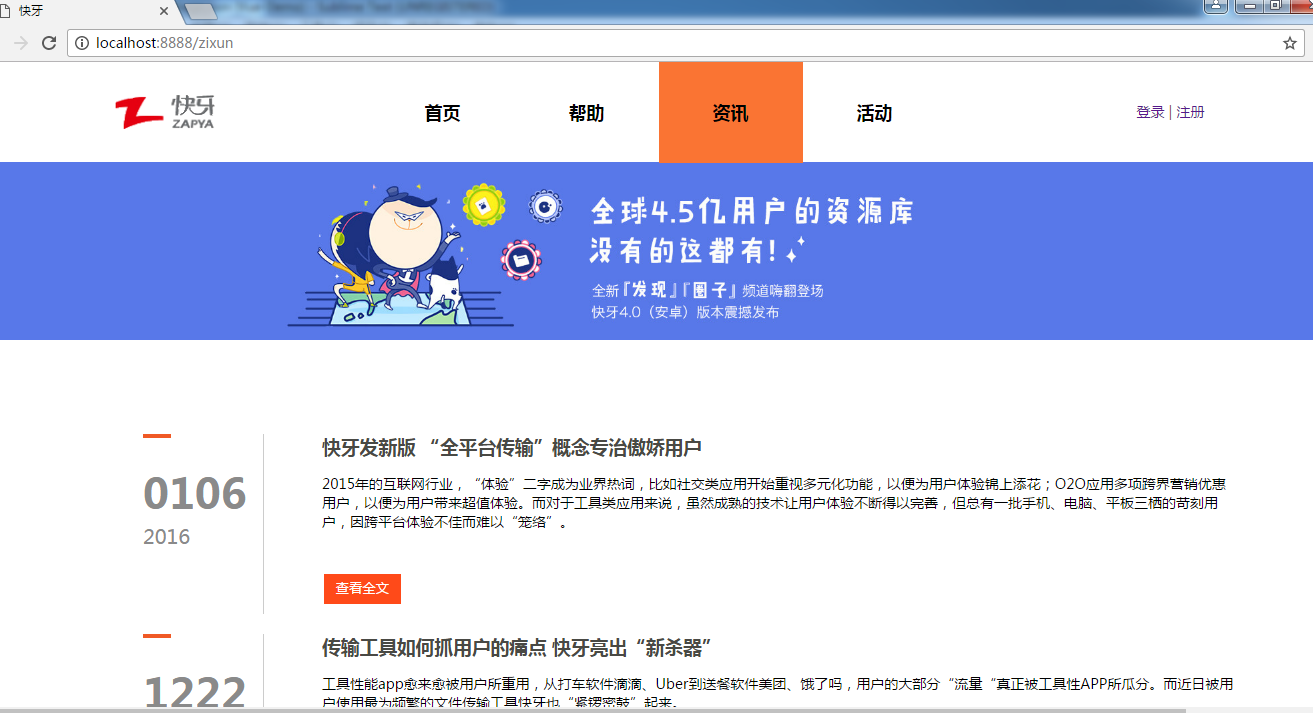 快牙
localhost:8888/zixun
快牙
ZAPYA
首页
帮助
资讯
活动
登录 | 注册
全球4.5亿用户的资源库
没有的这都有!
全新『发现』『圈子』频道嗨翻登场
快牙4.0（安卓）版本震撼发布
0106
2016
快牙发新版 “全平台传输”概念专治傲娇用户
2015年的互联网行业，“体验”二字成为业界热词，比如社交类应用开始重视多元化功能，以便为用户体验锦上添花；O2O应用多项跨界营销优惠
用户，以便为用户带来超值体验。而对于工具类应用来说，虽然成熟的技术让用户体验不断得以完善，但总有一批手机、电脑、平板三栖的苛刻用
户，因跨平台体验不佳而难以“笼络”。
查看全文
1222
传输工具如何抓用户的痛点 快牙亮出“新杀器”
工具性能app愈来愈被用户所重用，从打车软件滴滴、Uber到送餐软件美团、饿了吗，用户的大部分“流量“真正被工具性APP所瓜分。而近日被用
户使用最为频繁的文件传输工具快牙也“紧锣密鼓”起来。